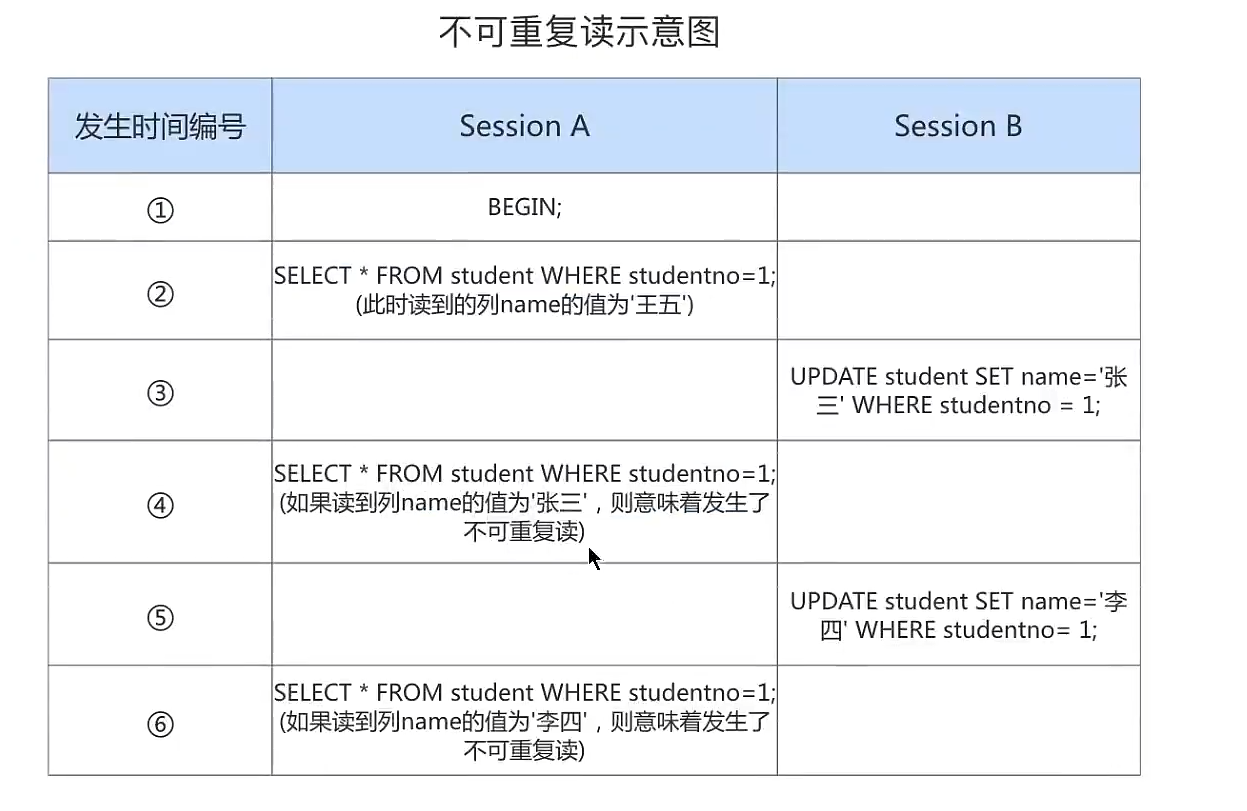 不可重复读示意图
发生时间编号
Session A
Session B
①
BEGIN;
②
SELECT * FROM student WHERE studentno=1;
(此时读到的列name的值为'王五')
③
UPDATE student SET name='张
三' WHERE studentno = 1;
④
SELECT * FROM student WHERE studentno=1;
(如果读到列name的值为'张三'，则意味着发生了
不可重复读)
⑤
UPDATE student SET name='李
四' WHERE studentno= 1;
⑥
SELECT * FROM student WHERE studentno=1;
(如果读到列name的值为'李四'，则意味着发生了
不可重复读)